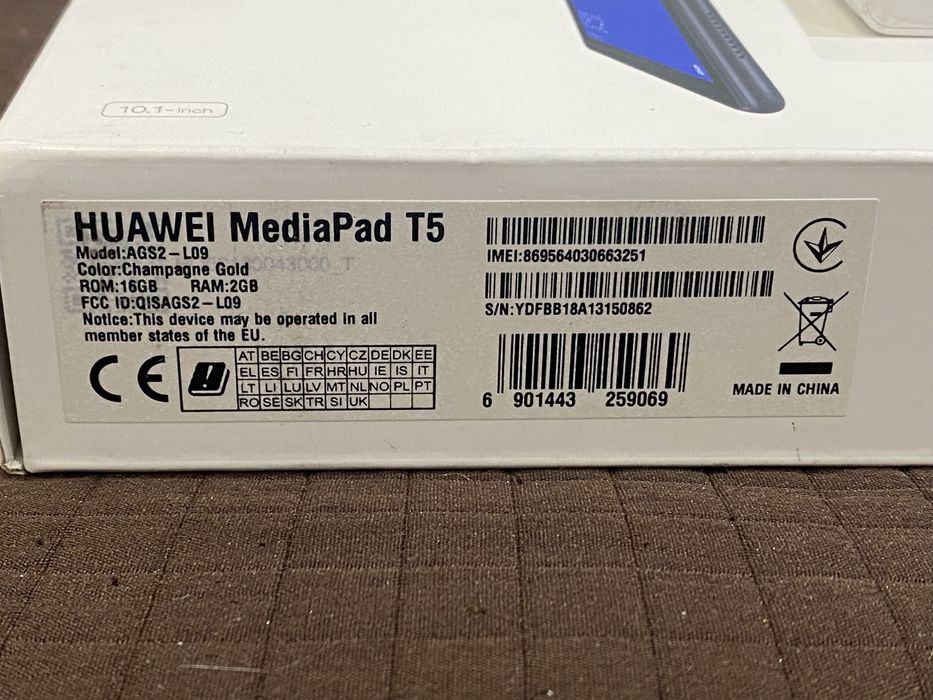 10.1-inch
HUAWEI MediaPad T5
Model:AGS2-L09
Color:Champagne Gold
ROM:16GB RAM:2GB
FCC ID:QISAGS2-L09
Notice:This device may be operated in all
member states of the EU.
CE
AT BE BG CH CY CZ DE DK EE
EL ES FI FR HR HU IE IS IT
LT LI LU LV MT NL NO PL PT
RO SE SK TR SI UK
IMEI:869564030663251
S/N:YDFBB18A13150862
6 901443 259069
MADE IN CHINA